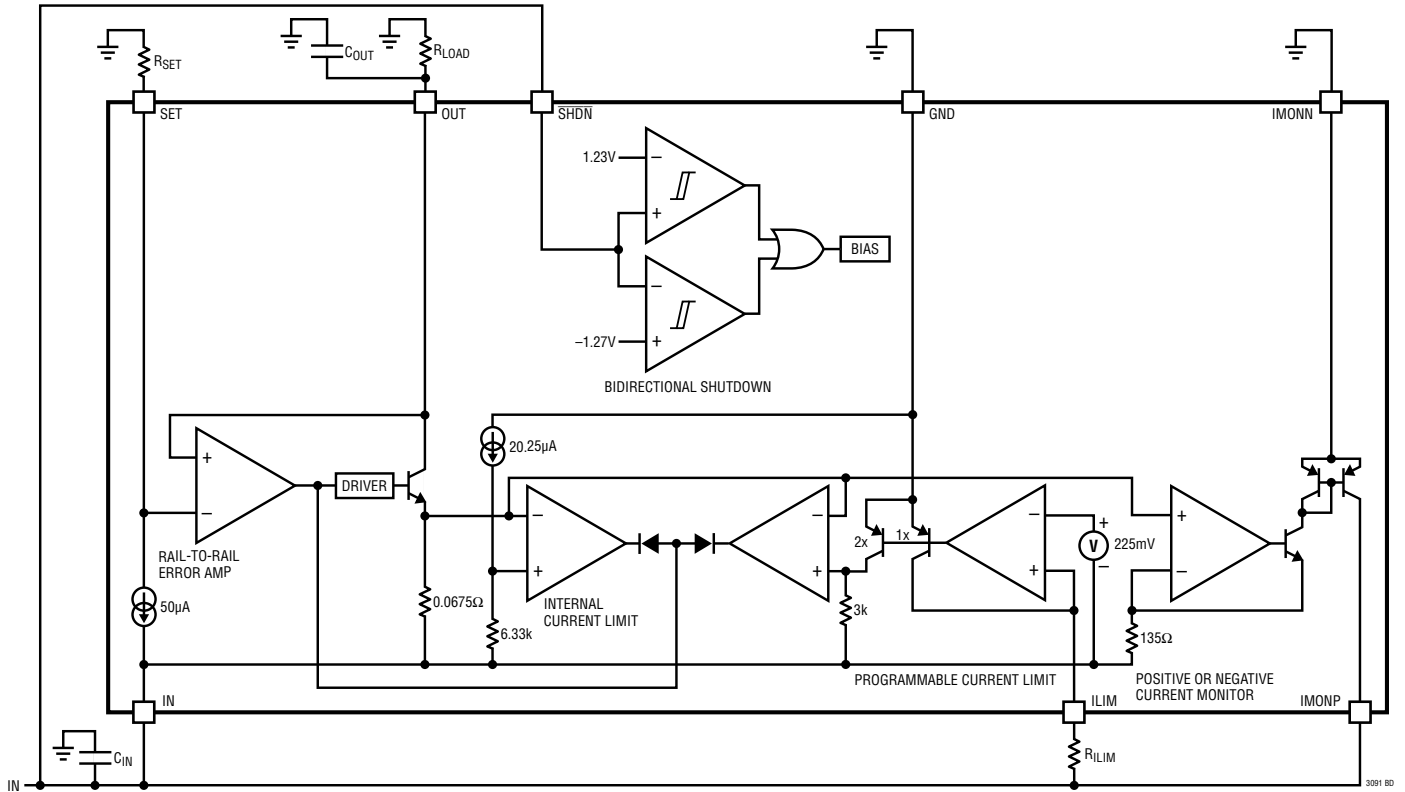 RSET
COUT
RLOAD
SET
OUT
SHDN
GND
IMONN
1.23V
−
+
BIAS
−
−1.27V
+
BIDIRECTIONAL SHUTDOWN
20.25µA
+
DRIVER
−
RAIL-TO-RAIL
ERROR AMP
−
+
INTERNAL
CURRENT LIMIT
−
+
2x
1x
−
+
+
V
−
225mV
+
−
50µA
0.0675Ω
6.33k
3k
135Ω
PROGRAMMABLE CURRENT LIMIT
POSITIVE OR NEGATIVE
CURRENT MONITOR
IN
ILIM
IMONP
CIN
RILIM
IN
3091 BD